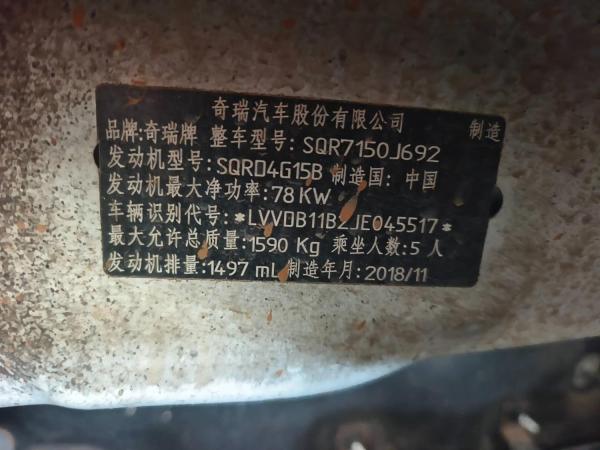 奇瑞汽车股份有限公司 制造
品牌:奇瑞牌 整车型号: SQR7150J692
发动机型号: SQRD4G15B 制造国: 中国
发动机最大净功率:78KW
车辆识别代号:*LVVDB11B2JE045517*
最大允许总质量:1590 Kg 乘坐人数:5 人
发动机排量:1497 mL 制造年月:2018/11